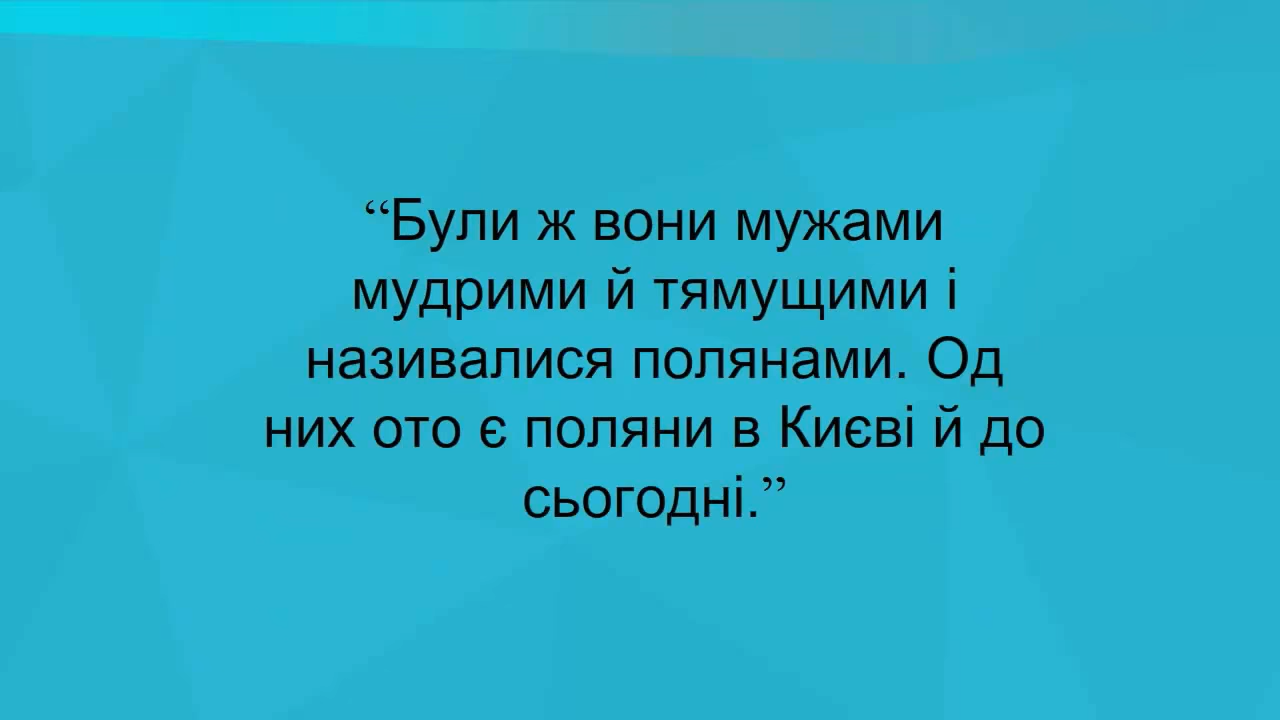 “Були ж вони мужами
мудрими й тямущими і
називалися полянами. Од
них ото є поляни в Києві й до
сьогодні.”